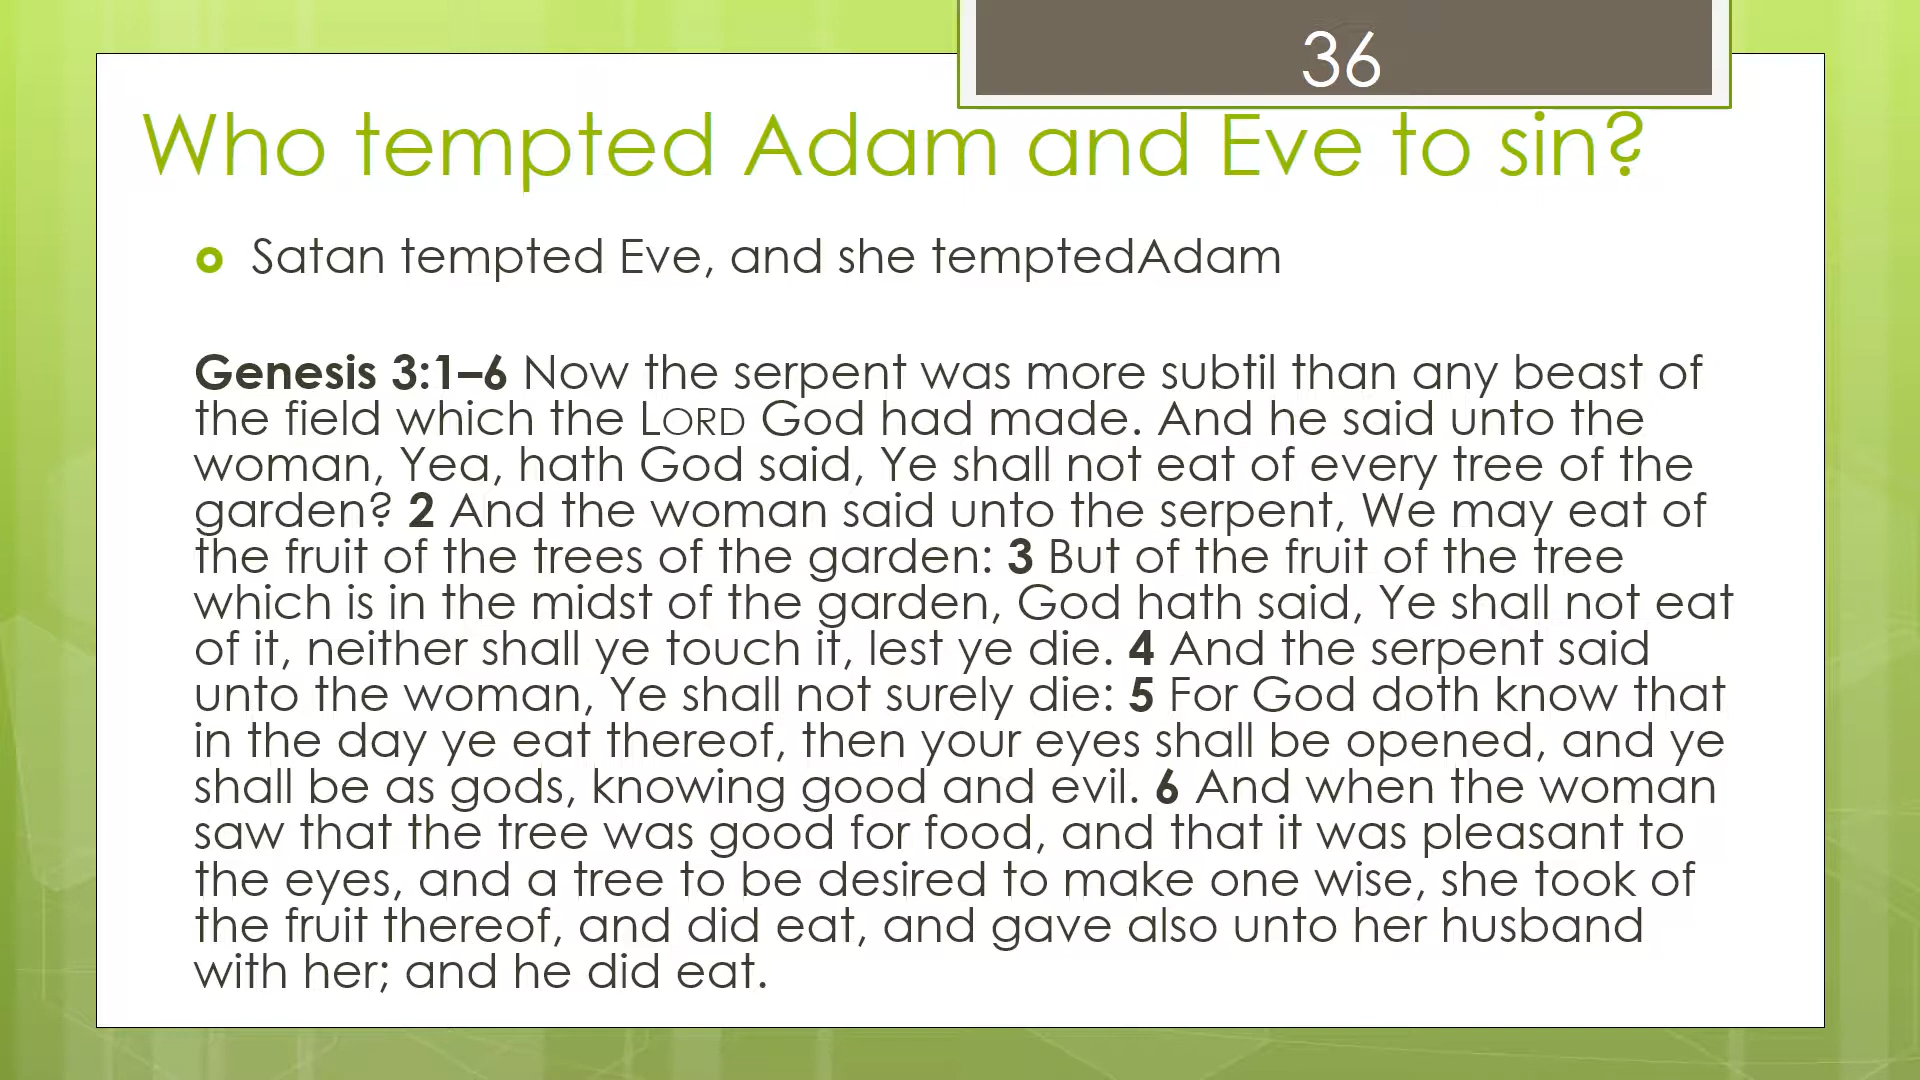 36
Who tempted Adam and Eve to sin?
Satan tempted Eve, and she temptedAdam
Genesis 3:1–6 Now the serpent was more subtil than any beast of
the field which the LORD God had made. And he said unto the
woman, Yea, hath God said, Ye shall not eat of every tree of the
garden? 2 And the woman said unto the serpent, We may eat of
the fruit of the trees of the garden: 3 But of the fruit of the tree
which is in the midst of the garden, God hath said, Ye shall not eat
of it, neither shall ye touch it, lest ye die. 4 And the serpent said
unto the woman, Ye shall not surely die: 5 For God doth know that
in the day ye eat thereof, then your eyes shall be opened, and ye
shall be as gods, knowing good and evil. 6 And when the woman
saw that the tree was good for food, and that it was pleasant to
the eyes, and a tree to be desired to make one wise, she took of
the fruit thereof, and did eat, and gave also unto her husband
with her; and he did eat.